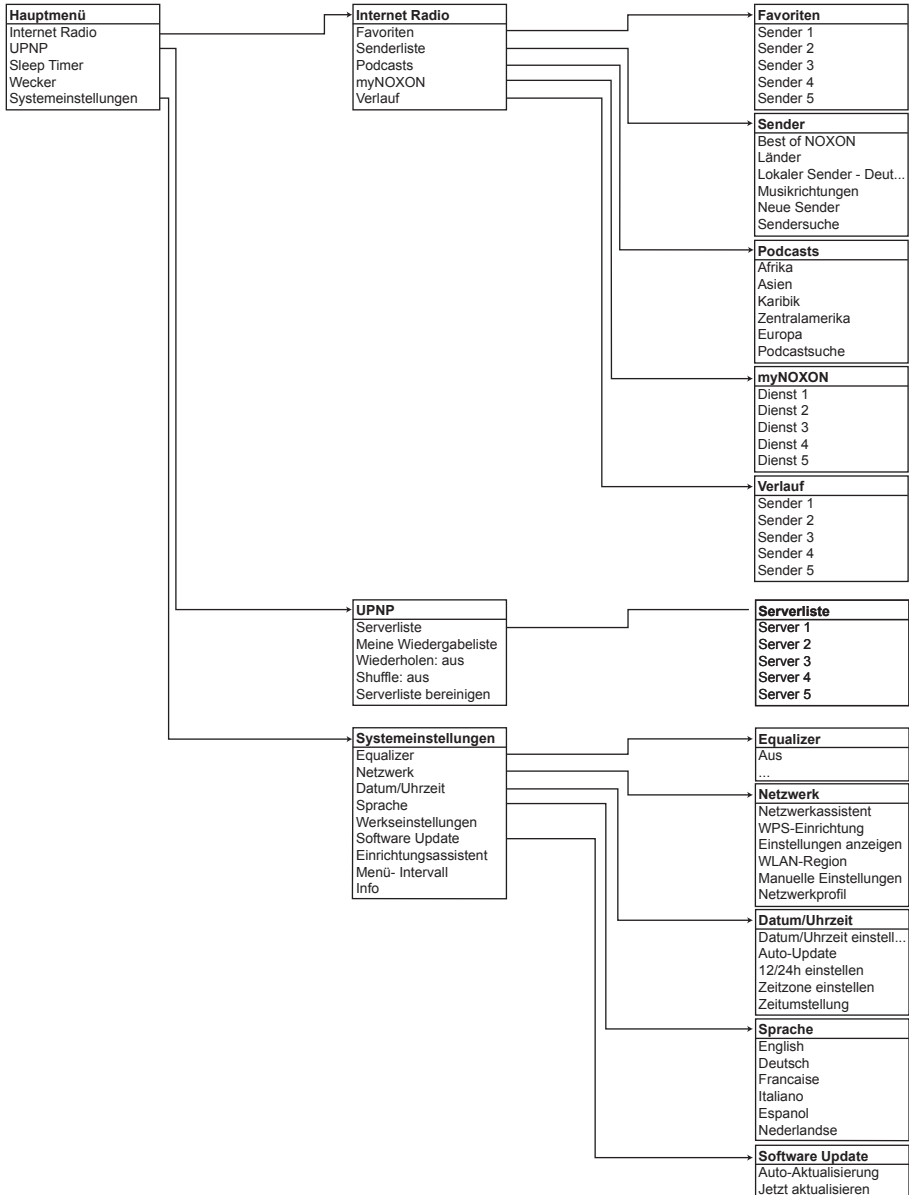 Hauptmenü
Internet Radio
UPNP
Sleep Timer
Wecker
Systemeinstellungen
Internet Radio
Favoriten
Senderliste
Podcasts
myNOXON
Verlauf
Favoriten
Sender 1
Sender 2
Sender 3
Sender 4
Sender 5
Sender
Best of NOXON
Länder
Lokaler Sender - Deut...
Musikrichtungen
Neue Sender
Sendersuche
Podcasts
Afrika
Asien
Karibik
Zentralamerika
Europa
Podcastsuche
myNOXON
Dienst 1
Dienst 2
Dienst 3
Dienst 4
Dienst 5
Verlauf
Sender 1
Sender 2
Sender 3
Sender 4
Sender 5
UPNP
Serverliste
Meine Wiedergabeliste
Wiederholen: aus
Shuffle: aus
Serverliste bereinigen
Serverliste
Server 1
Server 2
Server 3
Server 4
Server 5
Systemeinstellungen
Equalizer
Netzwerk
Datum/Uhrzeit
Sprache
Werkseinstellungen
Software Update
Einrichtungsassistent
Menü- Intervall
Info
Equalizer
Aus
...
Netzwerk
Netzwerkassistent
WPS-Einrichtung
Einstellungen anzeigen
WLAN-Region
Manuelle Einstellungen
Netzwerkprofil
Datum/Uhrzeit
Datum/Uhrzeit einstell...
Auto-Update
12/24h einstellen
Zeitzone einstellen
Zeitumstellung
Sprache
English
Deutsch
Francaise
Italiano
Espanol
Nederlandse
Software Update
Auto-Aktualisierung
Jetzt aktualisieren